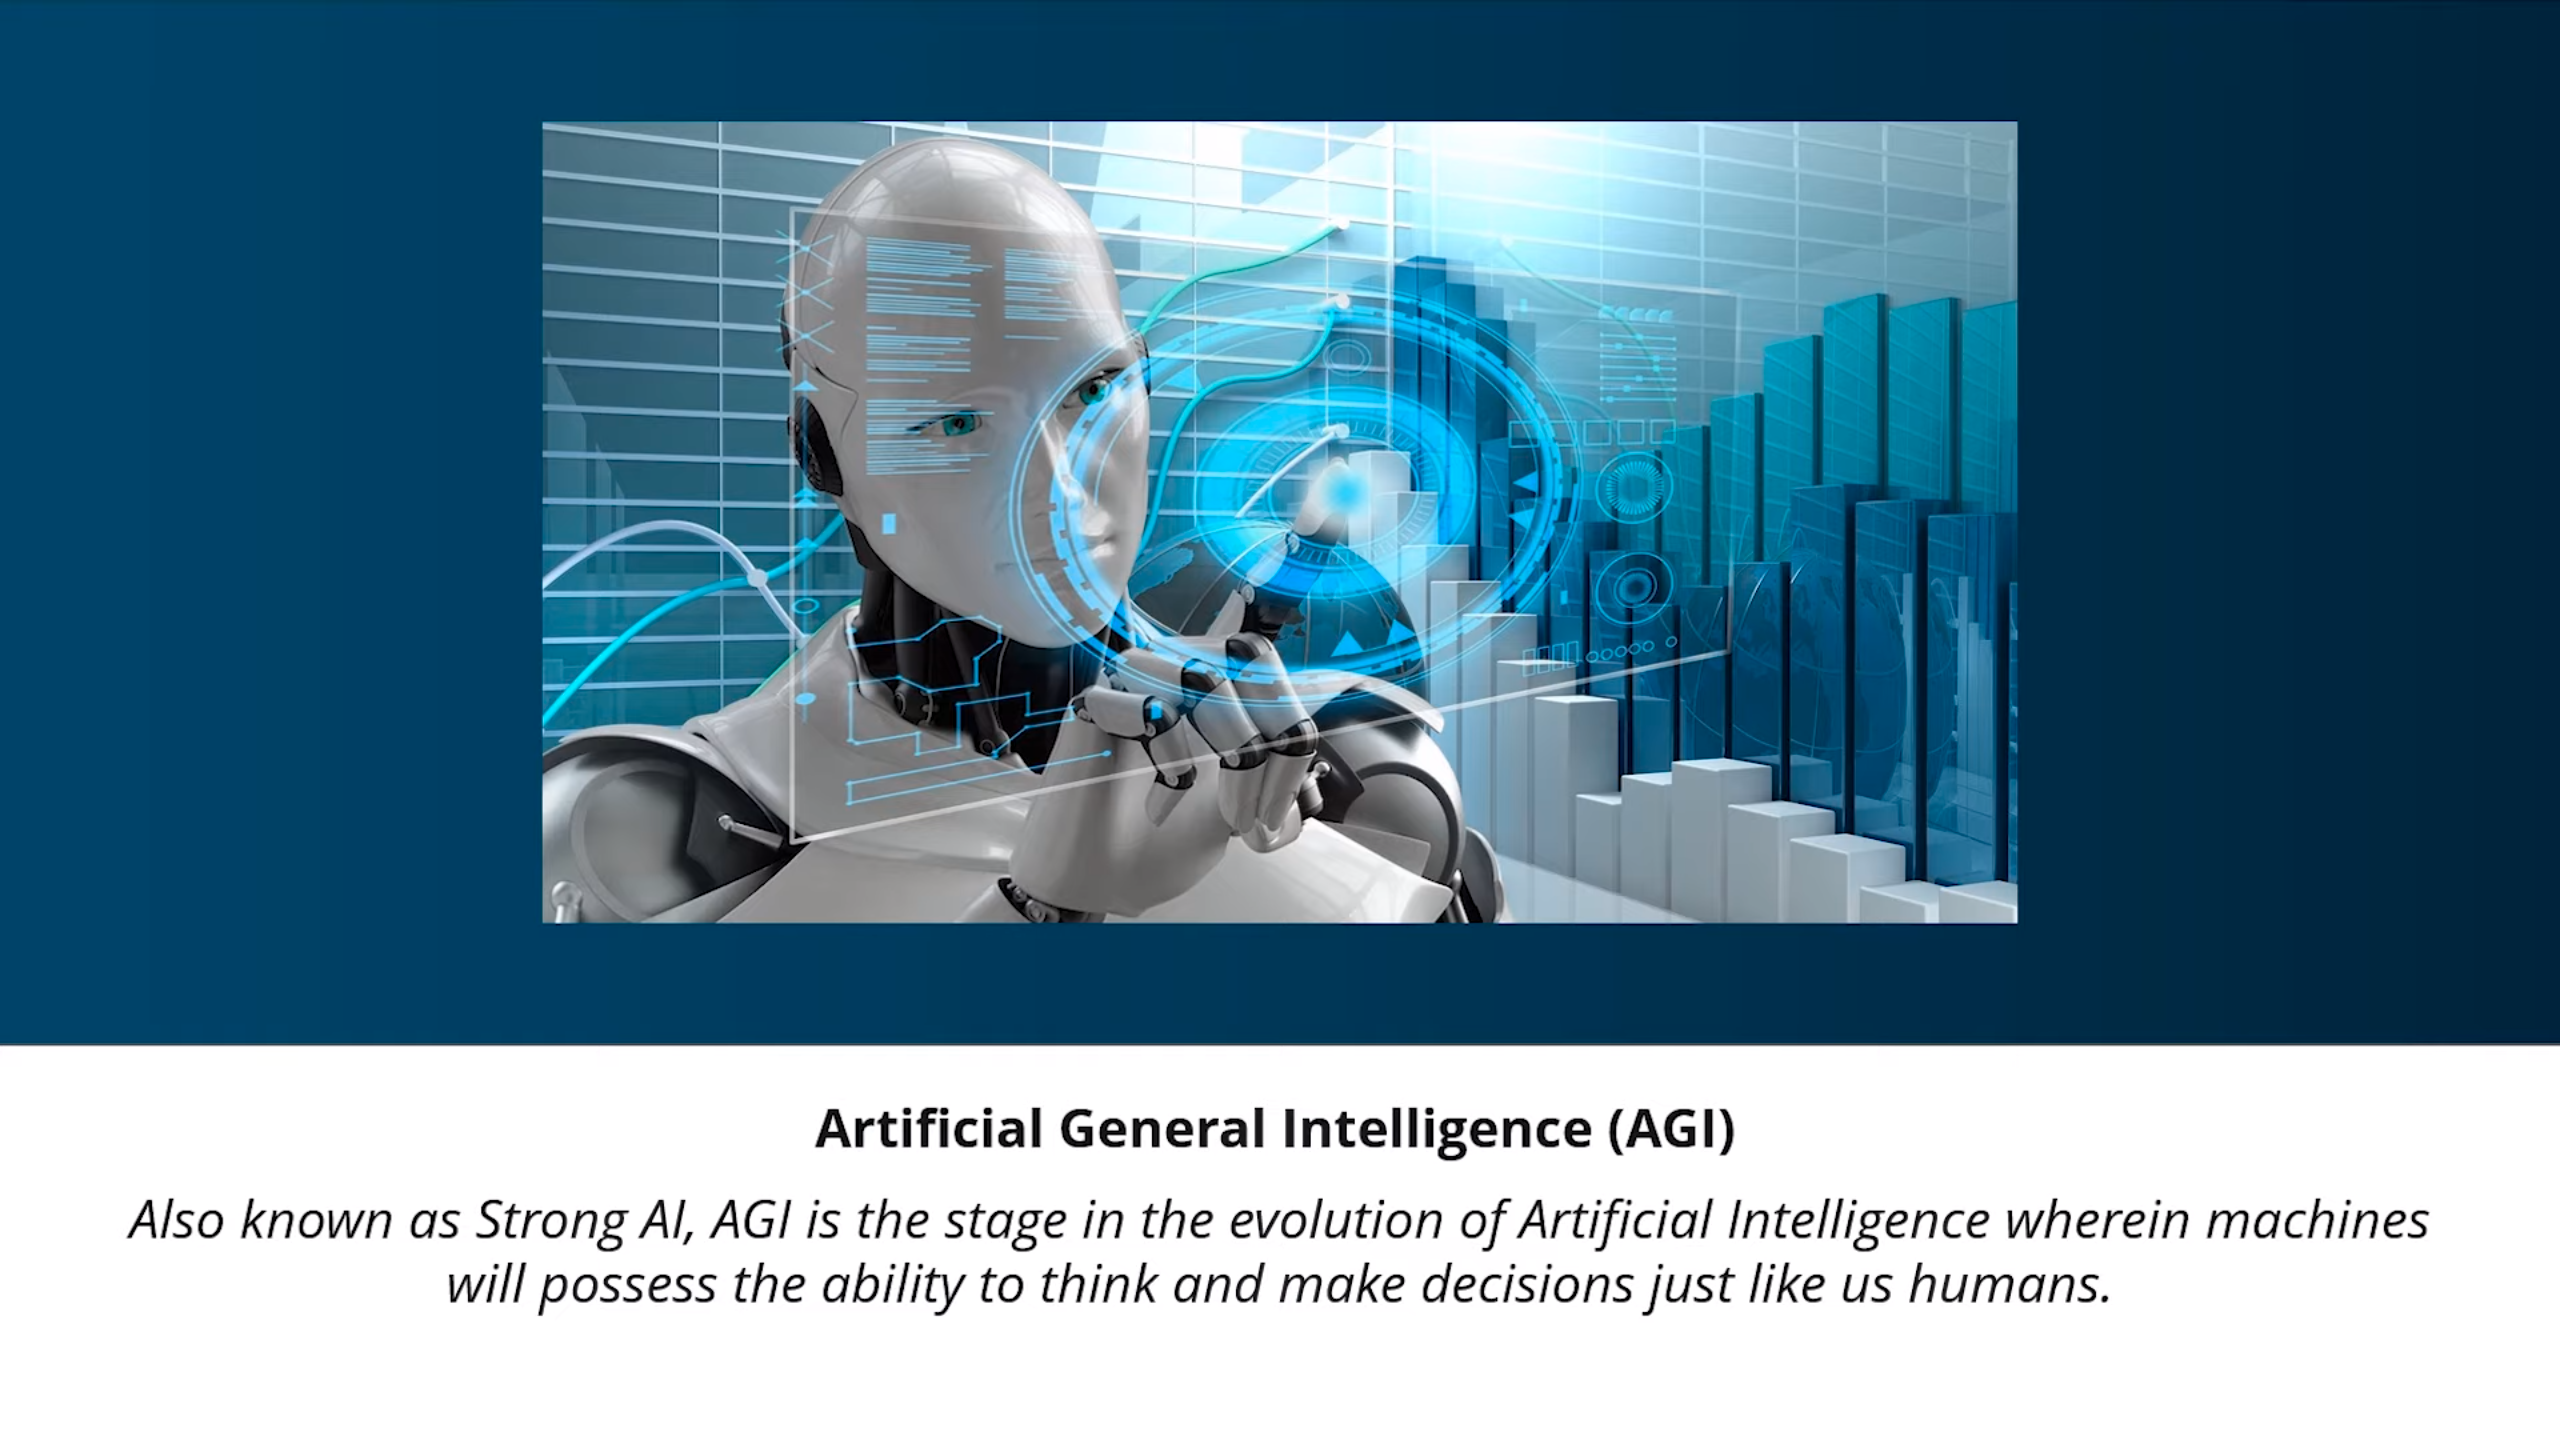 Artificial General Intelligence (AGI)
Also known as Strong AI, AGI is the stage in the evolution of Artificial Intelligence wherein machines
will possess the ability to think and make decisions just like us humans.